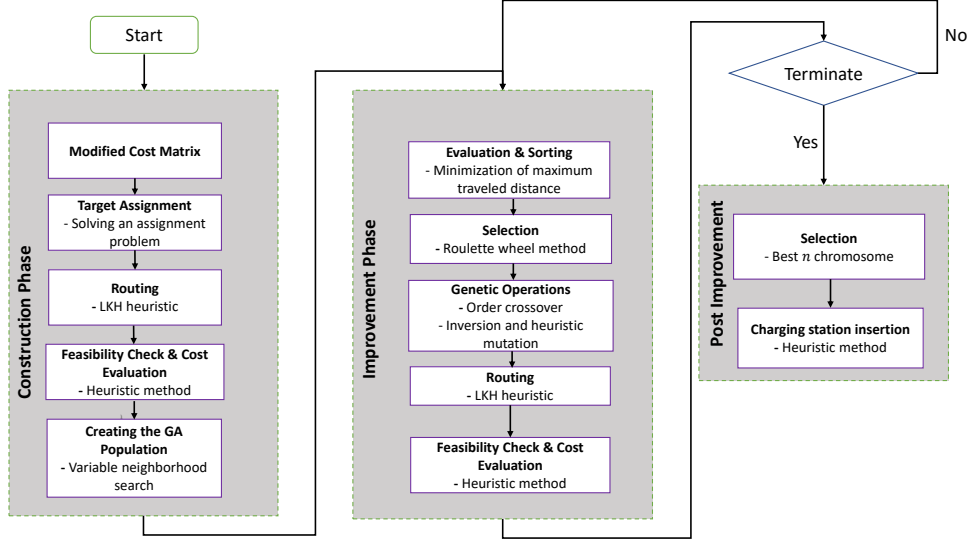 Start
Construction Phase
Modified Cost Matrix
Target Assignment
- Solving an assignment
problem
Routing
- LKH heuristic
Feasibility Check & Cost
Evaluation
- Heuristic method
Creating the GA
Population
- Variable neighborhood
search
Improvement Phase
Evaluation & Sorting
- Minimization of maximum
traveled distance
Selection
- Roulette wheel method
Genetic Operations
- Order crossover
- Inversion and heuristic
mutation
Routing
- LKH heuristic
Feasibility Check & Cost
Evaluation
- Heuristic method
Terminate
No
Yes
Post Improvement
Selection
- Best n chromosome
Charging station insertion
- Heuristic method